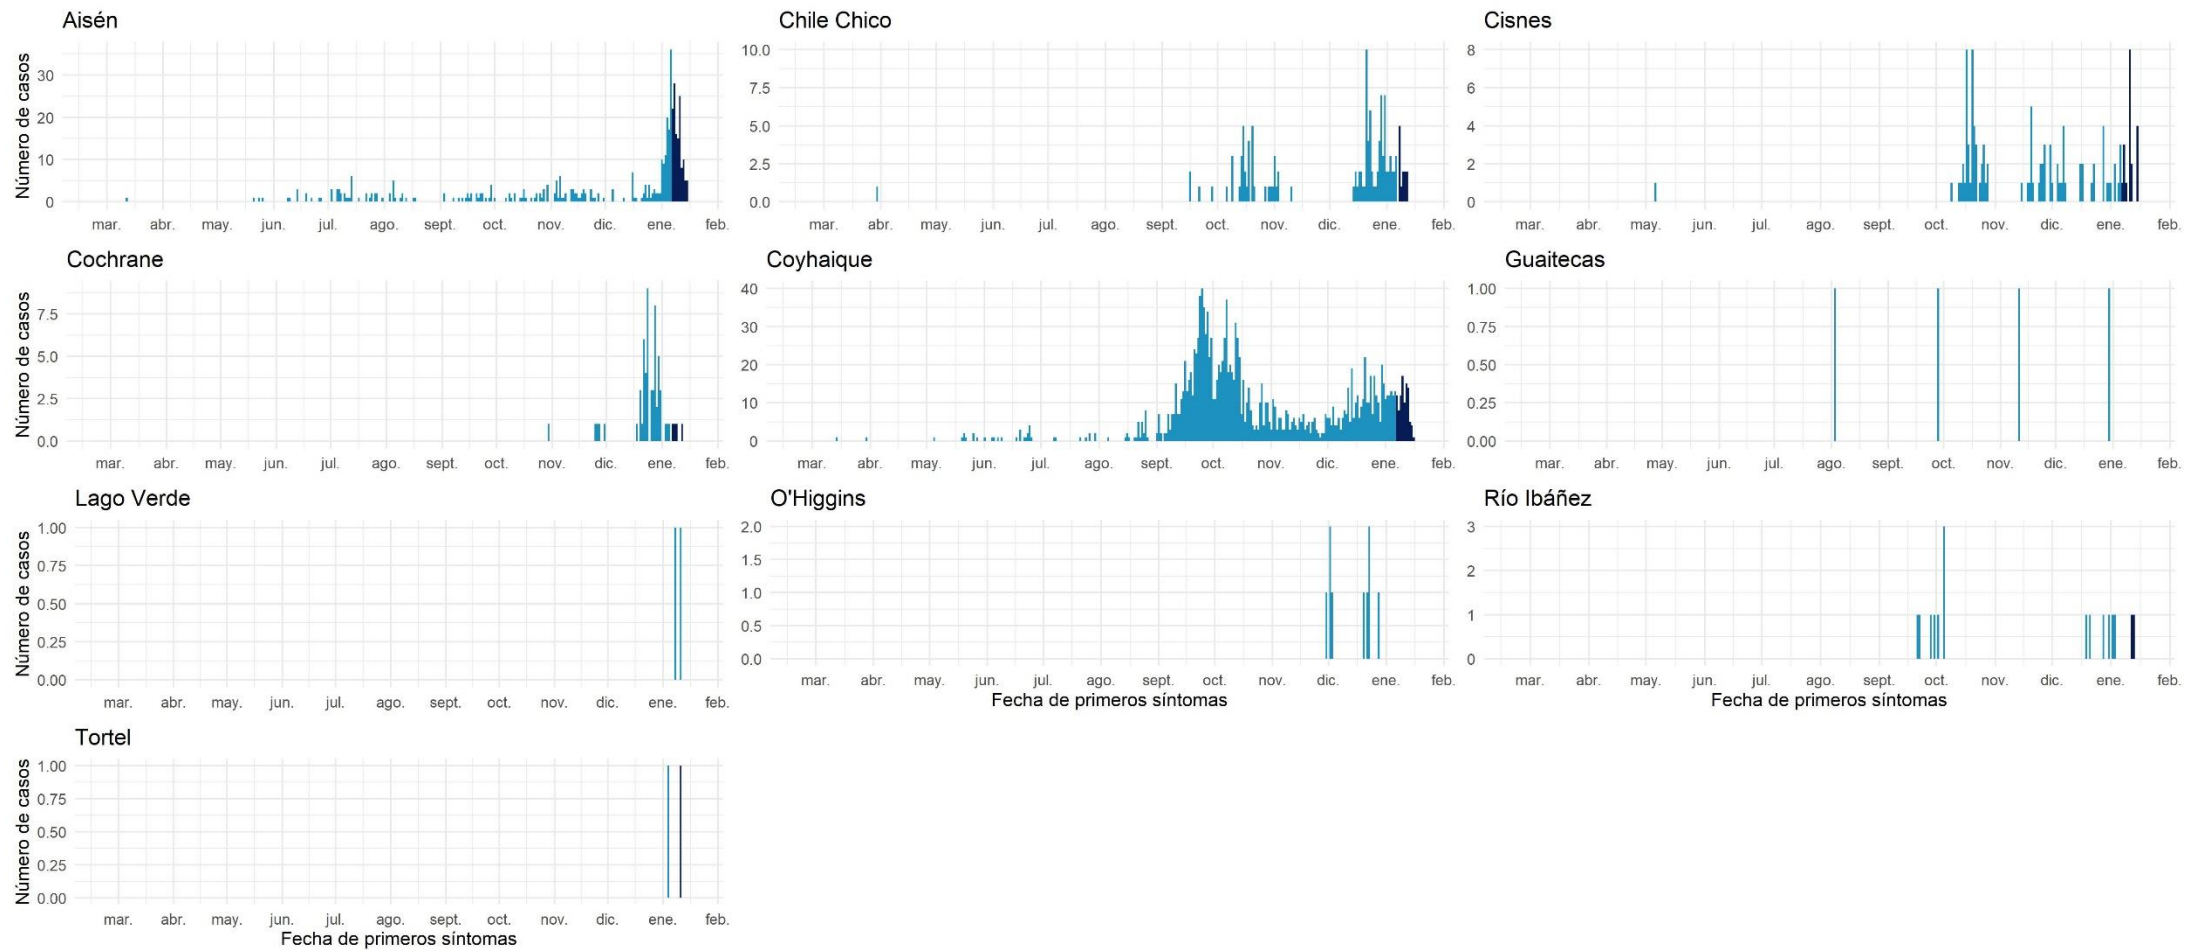 Aisén
Número de casos
30
20
10
0
mar. abr. may. jun. jul. ago. sept. oct. nov. dic. ene. feb.
Chile Chico
10.0
7.5
5.0
2.5
0.0
mar. abr. may. jun. jul. ago. sept. oct. nov. dic. ene. feb.
Cisnes
8
6
4
2
0
mar. abr. may. jun. jul. ago. sept. oct. nov. dic. ene. feb.
Cochrane
Número de casos
7.5
5.0
2.5
0.0
mar. abr. may. jun. jul. ago. sept. oct. nov. dic. ene. feb.
Coyhaique
40
30
20
10
0
mar. abr. may. jun. jul. ago. sept. oct. nov. dic. ene. feb.
Guaitecas
1.00
0.75
0.50
0.25
0.00
mar. abr. may. jun. jul. ago. sept. oct. nov. dic. ene. feb.
Lago Verde
Número de casos
1.00
0.75
0.50
0.25
0.00
mar. abr. may. jun. jul. ago. sept. oct. nov. dic. ene. feb.
O'Higgins
2.0
1.5
1.0
0.5
0.0
mar. abr. may. jun. jul. ago. sept. oct. nov. dic. ene. feb.
Fecha de primeros síntomas
Río Ibáñez
3
2
1
0
mar. abr. may. jun. jul. ago. sept. oct. nov. dic. ene. feb.
Fecha de primeros síntomas
Tortel
Número de casos
1.00
0.75
0.50
0.25
0.00
mar. abr. may. jun. jul. ago. sept. oct. nov. dic. ene. feb.
Fecha de primeros síntomas